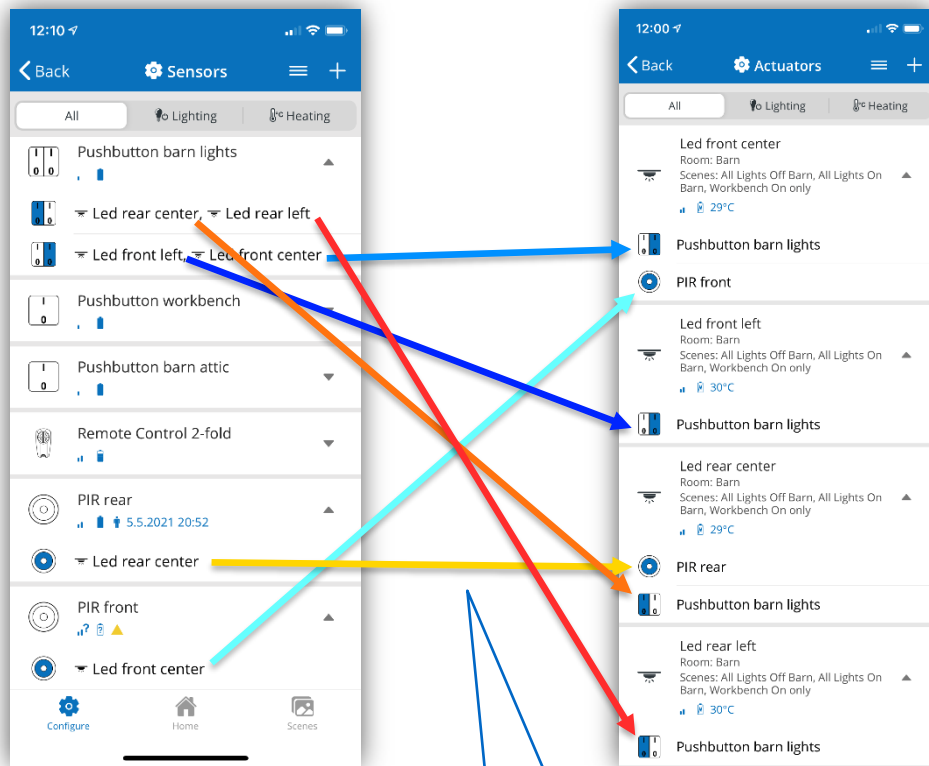 12:10
Back
Sensors
All
Lighting
°C Heating
Pushbutton barn lights
Led rear center, Led rear left
Led front left, Led front center
Pushbutton workbench
Pushbutton barn attic
Remote Control 2-fold
PIR rear
5.5.2021 20:52
Led rear center
PIR front
?
Led front center
Configure
Home
Scenes
12:00
Back
Actuators
All
Lighting
°C Heating
Led front center
Room: Barn
Scenes: All Lights Off Barn, All Lights On
Barn, Workbench On only
29°C
Pushbutton barn lights
PIR front
Led front left
Room: Barn
Scenes: All Lights Off Barn, All Lights On
Barn, Workbench On only
30°C
Pushbutton barn lights
Led rear center
Room: Barn
Scenes: All Lights Off Barn, All Lights On
Barn, Workbench On only
29°C
PIR rear
Pushbutton barn lights
Led rear left
Room: Barn
Scenes: All Lights Off Barn, All Lights On
Barn, Workbench On only
30°C
Pushbutton barn lights